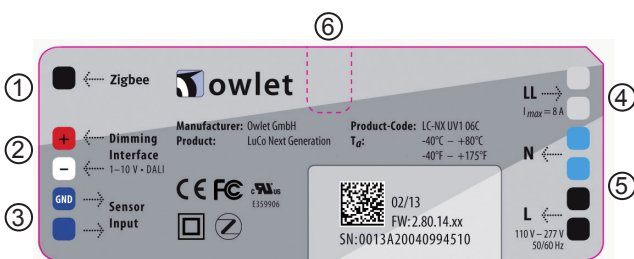 ⑥
①
Zigbee
owlet
LL
④
I max = 8 A
②
+
Dimming
Interface
−
1–10 V • DALI
Manufacturer: Owlet GmbH
Product: LuCo Next Generation
Product-Code: LC-NX UV1 06C
Ta: -40°C – +80°C
-40°F – +175°F
N
③
GND
Sensor
Input
CE FC c RU us
E359906
02/13
FW: 2.80.14.xx
SN: 0013A20040994510
⑤
L
110 V – 277 V
50/60 Hz